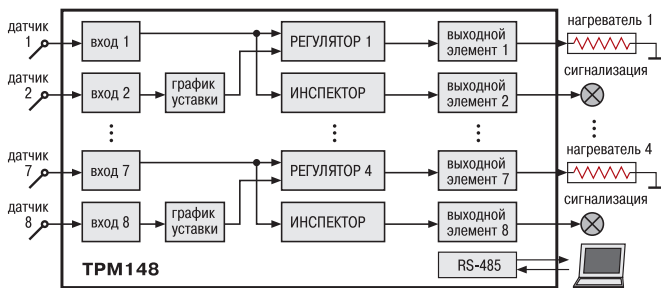 датчик
1
вход 1
РЕГУЛЯТОР 1
выходной
элемент 1
нагреватель 1
датчик
2
вход 2
график
уставки
ИНСПЕКТОР
выходной
элемент 2
сигнализация
датчик
7
вход 7
РЕГУЛЯТОР 4
выходной
элемент 7
нагреватель 4
датчик
8
вход 8
график
уставки
ИНСПЕКТОР
выходной
элемент 8
сигнализация
ТРМ148
RS-485